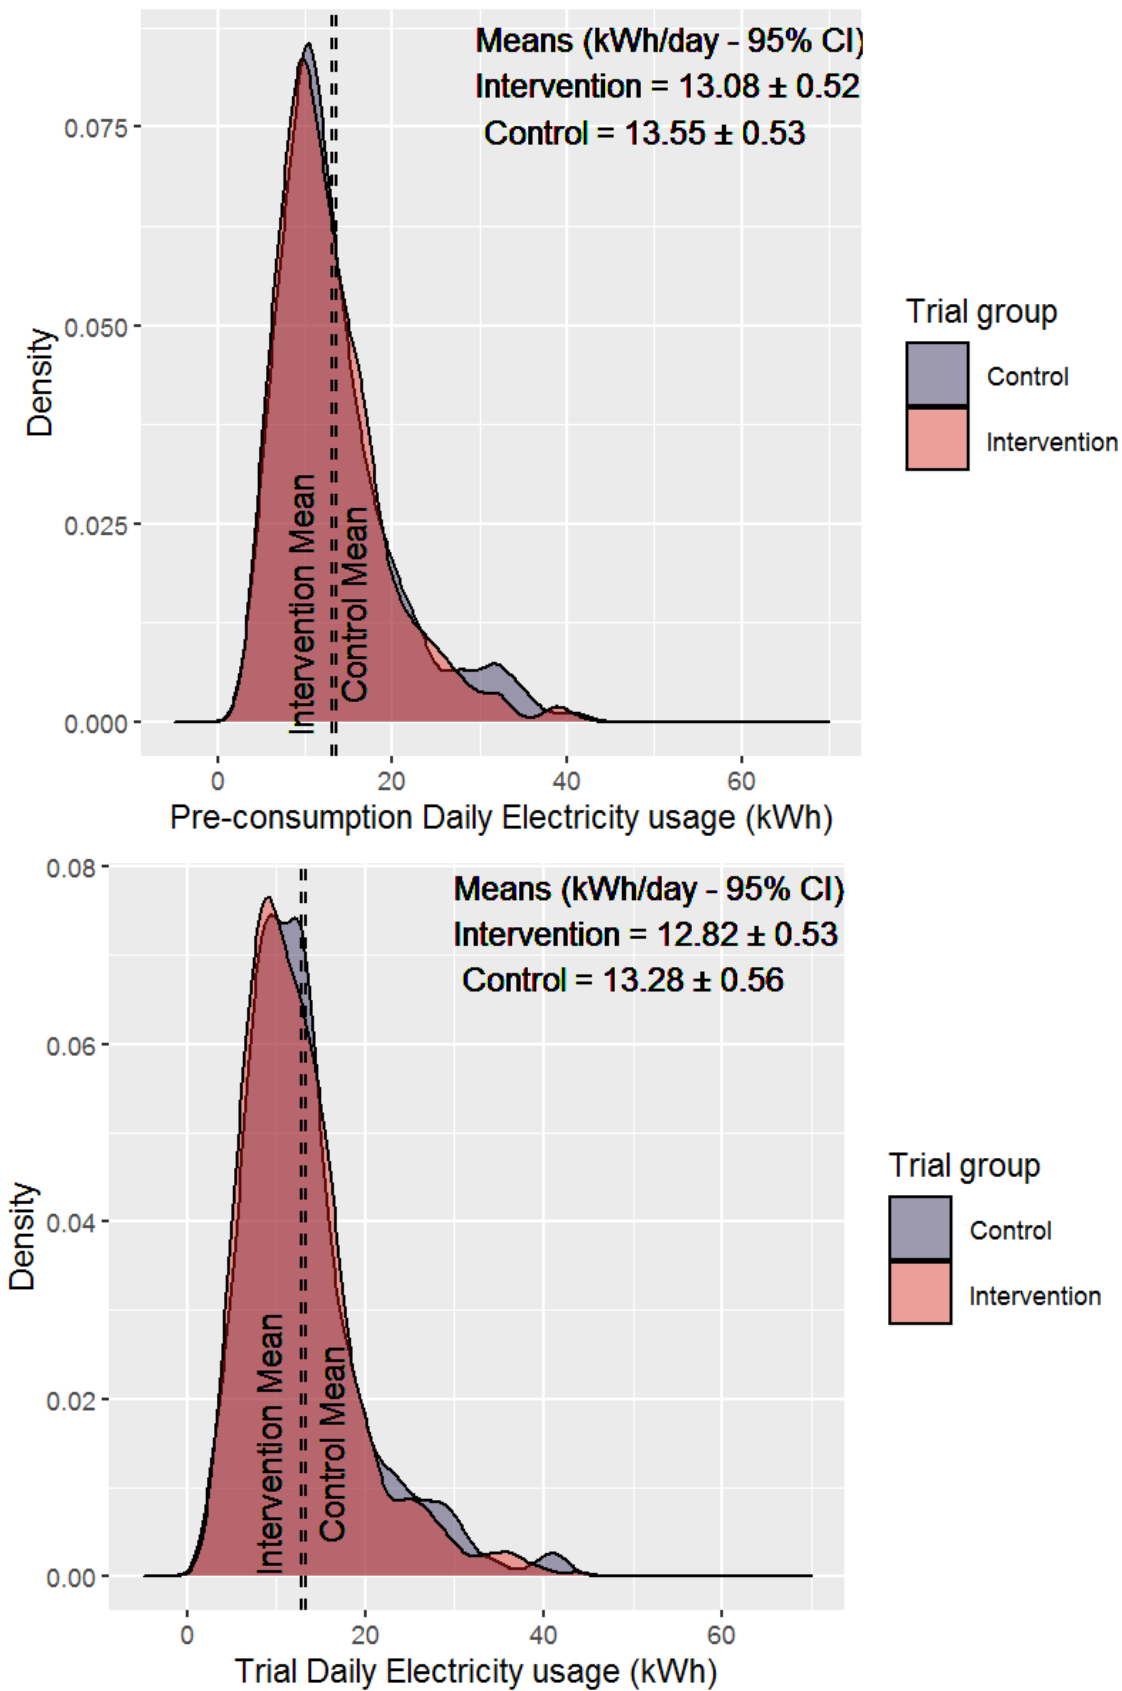 Means (kWh/day - 95% CI)
Intervention = 13.08 ± 0.52
Control = 13.55 ± 0.53
0.075
0.050
0.025
0.000
Density
Intervention Mean
Control Mean
0
20
40
60
Pre-consumption Daily Electricity usage (kWh)
Trial group
Control
Intervention
Means (kWh/day - 95% CI)
Intervention = 12.82 ± 0.53
Control = 13.28 ± 0.56
0.08
0.06
0.04
0.02
0.00
Density
Intervention Mean
Control Mean
0
20
40
60
Trial Daily Electricity usage (kWh)
Trial group
Control
Intervention